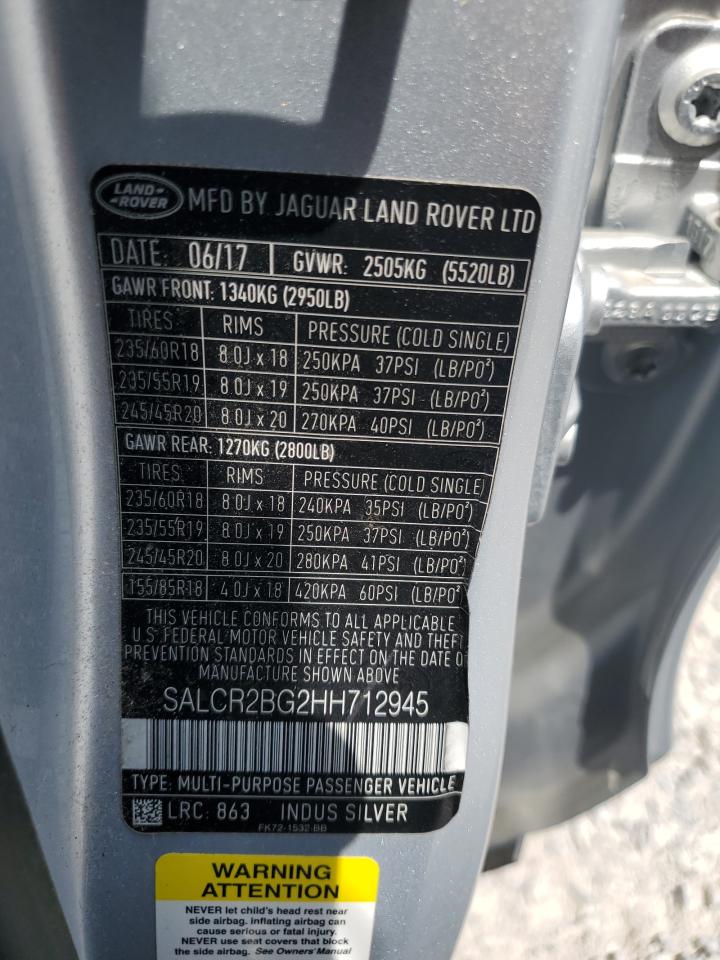 LAND-ROVER MFD BY JAGUAR LAND ROVER LTD
DATE: 06/17 GVWR: 2505KG (5520LB)
GAWR FRONT: 1340KG (2950LB)
TIRES RIMS PRESSURE (COLD SINGLE)
235/60R18 8.0J x 18 250KPA 37PSI (LB/PO²)
235/55R19 8.0J x 19 250KPA 37PSI (LB/PO²)
245/45R20 8.0J x 20 270KPA 40PSI (LB/PO²)
GAWR REAR: 1270KG (2800LB)
TIRES RIMS PRESSURE (COLD SINGLE)
235/60R18 8.0J x 18 240KPA 35PSI (LB/PO²)
235/55R19 8.0J x 19 250KPA 37PSI (LB/PO²)
245/45R20 8.0J x 20 280KPA 41PSI (LB/PO²)
155/85R18 4.0J x 18 420KPA 60PSI (LB/PO²)
THIS VEHICLE CONFORMS TO ALL APPLICABLE
U.S. FEDERAL MOTOR VEHICLE SAFETY AND THEFT
PREVENTION STANDARDS IN EFFECT ON THE DATE O
MANUFACTURE SHOWN ABOVE
SALCR2BG2HH712945
TYPE: MULTI-PURPOSE PASSENGER VEHICLE
LRC: 863 INDUS SILVER
FK72-1532-BB
WARNING
ATTENTION
NEVER let child's head rest near
side airbag. inflating airbag can
cause serious or fatal injury.
NEVER use seat covers that block
the side airbag. See Owners' Manual